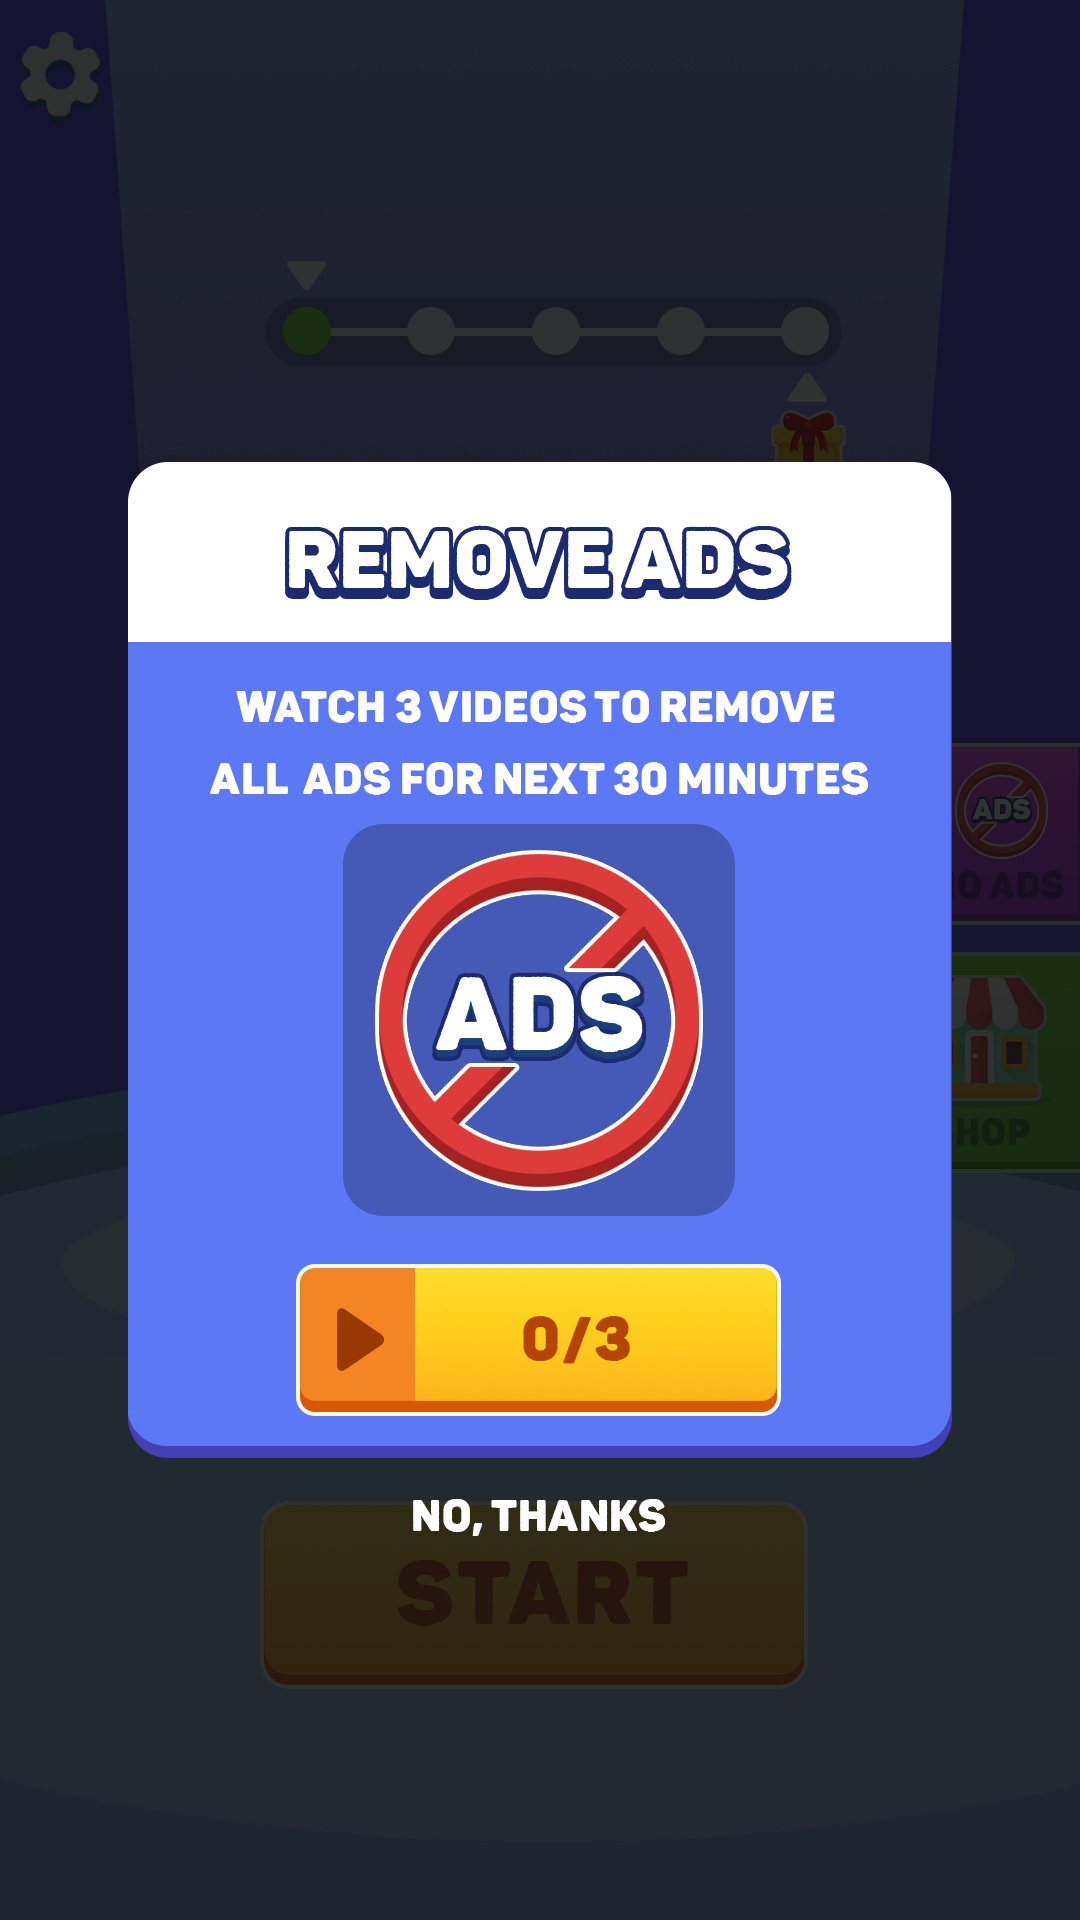 REMOVE ADS
WATCH 3 VIDEOS TO REMOVE
ALL ADS FOR NEXT 30 MINUTES
ADS
ADS
O ADS
HOP
0/3
NO, THANKS
START